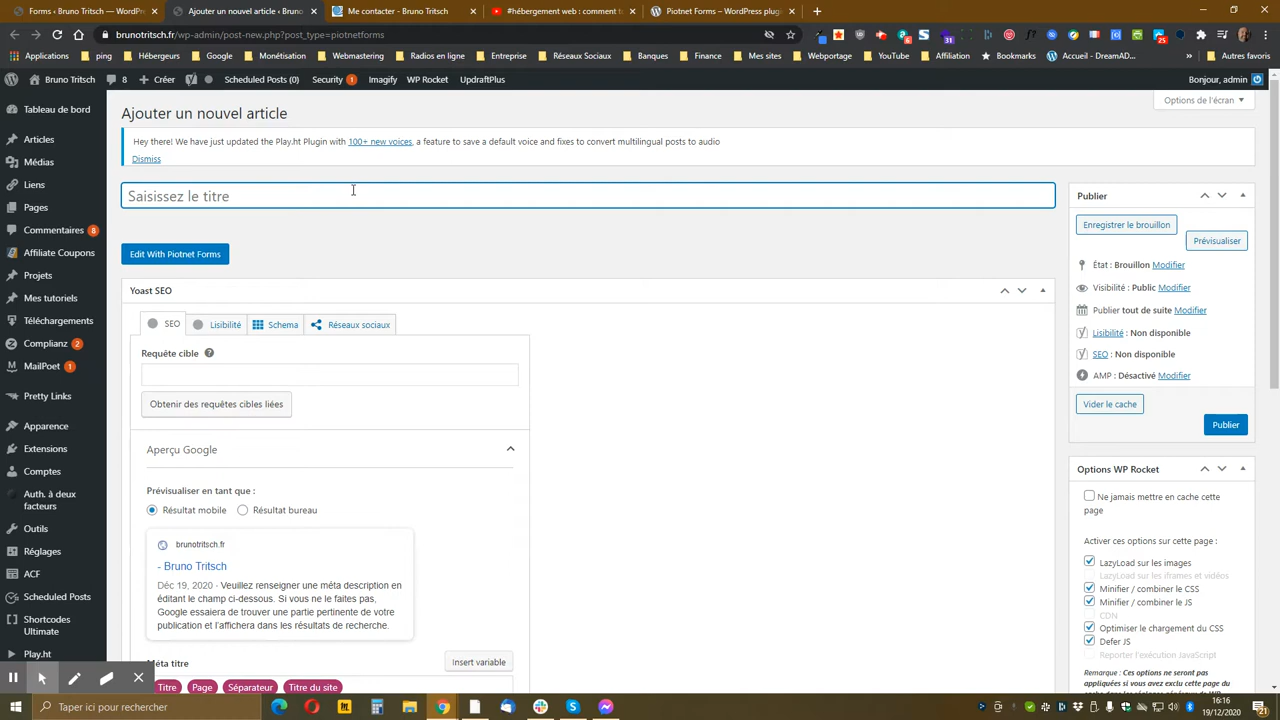 Forms ‹ Bruno Tritsch — WordPre
Ajouter un nouvel article ‹ Bruno
Me contacter - Bruno Tritsch
#hébergement web : comment t
Piotnet Forms – WordPress plugin
brunotritsch.fr/wp-admin/post-new.php?post_type=piotnetforms
Applications
ping
Hébergeurs
Google
Monétisation
Webmastering
En ligne
Entreprise
Réseaux Sociaux
Banques
Finance
Mes sites
Webportage
YouTube
Affiliation
Bookmarks
Accueil - DreamAD...
Autres favoris
Bruno Tritsch
8
Créer
Scheduled Posts (0)
Security 1
Imagify
WP Rocket
UpdraftPlus
Bonjour, admin
Tableau de bord
Articles
Médias
Liens
Pages
Commentaires 8
Affiliate Coupons
Projets
Mes tutoriels
Téléchargements
Complianz 2
MailPoet 1
Pretty Links
Apparence
Extensions
Comptes
Auth. à deux
facteurs
Outils
Réglages
ACF
Scheduled Posts
Shortcodes
Ultimate
Play.ht
Options de l'écran
Ajouter un nouvel article
Hey there! We have just updated the Play.ht Plugin with 100+ new voices, a feature to save a default voice and fixes to convert multilingual posts to audio
Dismiss
Saisissez le titre
Edit With Piotnet Forms
Yoast SEO
SEO
Lisibilité
Schema
Réseaux sociaux
Requête cible
Obtenir des requêtes cibles liées
Aperçu Google
Prévisualiser en tant que :
Résultat mobile
Résultat bureau
brunotritsch.fr
- Bruno Tritsch
Déc 19, 2020 · Veuillez renseigner une méta description en
éditant le champ ci-dessous. Si vous ne le faites pas,
Google essaiera de trouver une partie pertinente de votre
publication et l'affichera dans les résultats de recherche.
Méta titre
Insert variable
Titre
Page
Séparateur
Titre du site
Publier
Enregistrer le brouillon
Prévisualiser
État : Brouillon Modifier
Visibilité : Public Modifier
Publier tout de suite Modifier
Lisibilité : Non disponible
SEO : Non disponible
AMP : Désactivé Modifier
Vider le cache
Publier
Options WP Rocket
Ne jamais mettre en cache cette
page
Activer ces options sur cette page :
LazyLoad sur les images
LazyLoad sur les iframes et vidéos
Minifier / combiner le CSS
Minifier / combiner le JS
CDN
Optimiser le chargement du CSS
Defer JS
Reporter l'exécution JavaScript
Remarque : Ces options ne seront pas
appliquées si vous avez exclu cette page du
cache dans les réglages généraux de WP
Taper ici pour rechercher
16:16
19/12/2020